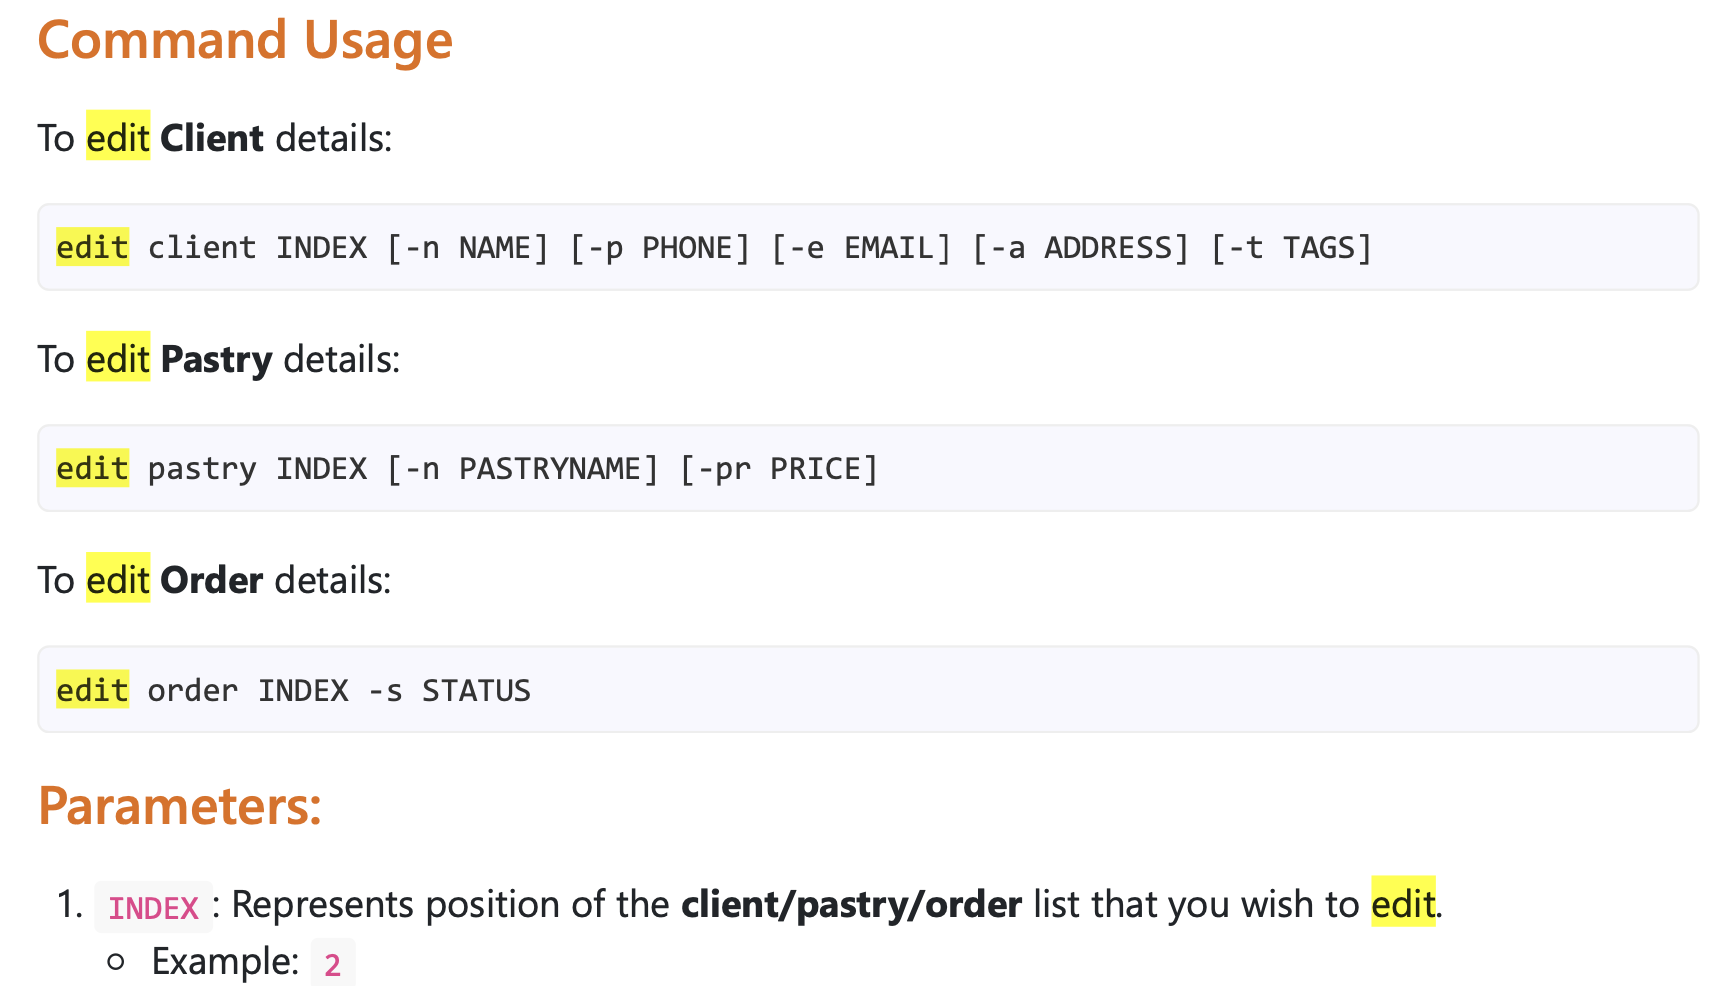 Command Usage
To edit Client details:
edit client INDEX [-n NAME] [-p PHONE] [-e EMAIL] [-a ADDRESS] [-t TAGS]
To edit Pastry details:
edit pastry INDEX [-n PASTRYNAME] [-pr PRICE]
To edit Order details:
edit order INDEX -s STATUS
Parameters:
1. INDEX : Represents position of the client/pastry/order list that you wish to edit.
○ Example: 2